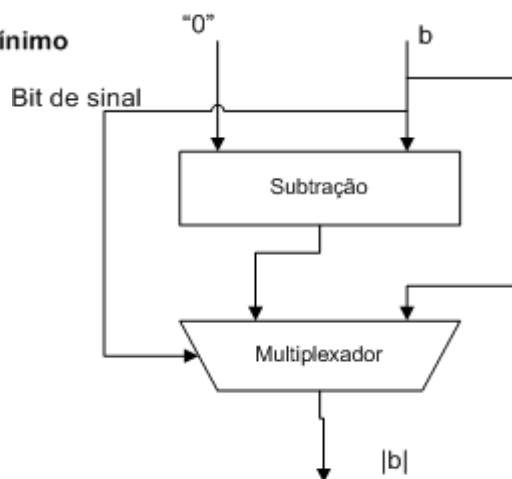 "0"
b
ínimo
Bit de sinal
Subtração
Multiplexador
|b|